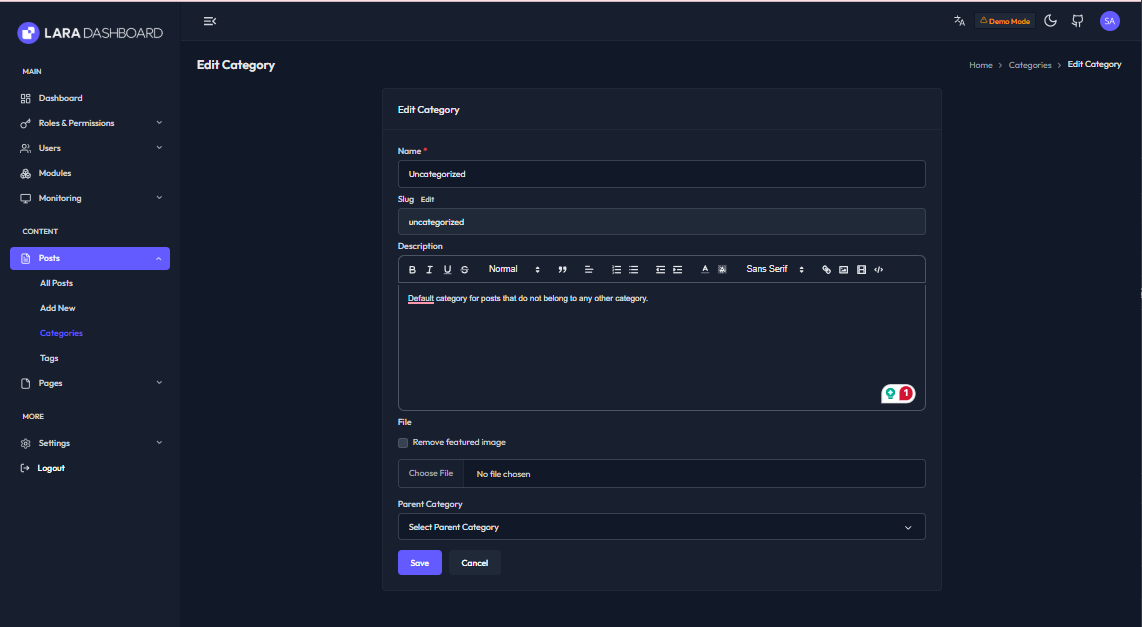 LARA DASHBOARD
Demo Mode
SA
MAIN
Dashboard
Roles & Permissions
Users
Modules
Monitoring
CONTENT
Posts
All Posts
Add New
Categories
Tags
Pages
MORE
Settings
Logout
Edit Category
Home > Categories > Edit Category
Edit Category
Name *
Uncategorized
Slug Edit
uncategorized
Description
B I U S Normal Sans Serif
Default category for posts that do not belong to any other category.
1
File
Remove featured image
Choose File No file chosen
Parent Category
Select Parent Category
Save Cancel